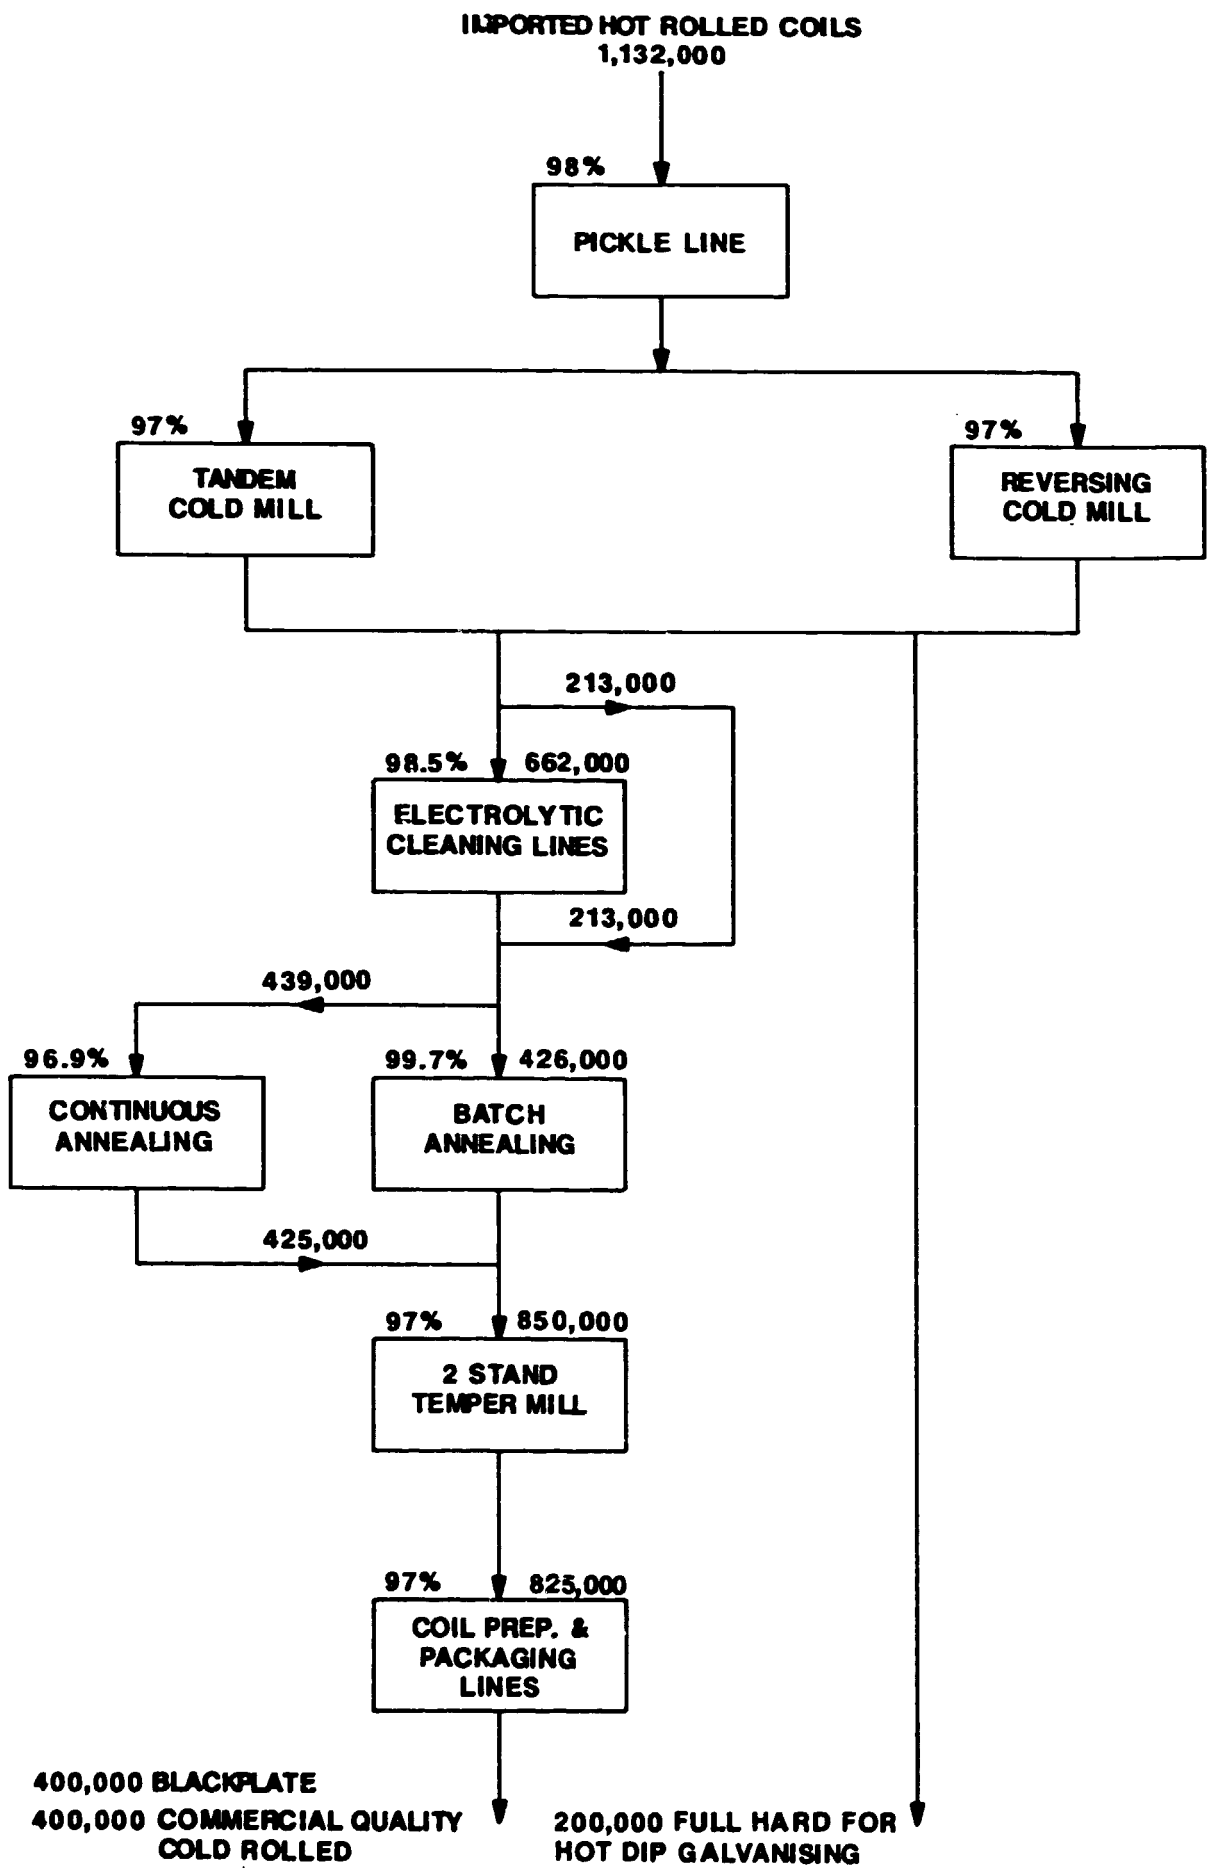 IMPORTED HOT ROLLED COILS
1,132,000
98%
PICKLE LINE
97%
TANDEM
COLD MILL
97%
REVERSING
COLD MILL
213,000
98.5% 662,000
ELECTROLYTIC
CLEANING LINES
213,000
439,000
96.9%
CONTINUOUS
ANNEALING
99.7% 426,000
BATCH
ANNEALING
425,000
97% 850,000
2 STAND
TEMPER MILL
97% 825,000
COIL PREP. &
PACKAGING
LINES
400,000 BLACKPLATE
400,000 COMMERCIAL QUALITY
COLD ROLLED
200,000 FULL HARD FOR
HOT DIP GALVANISING